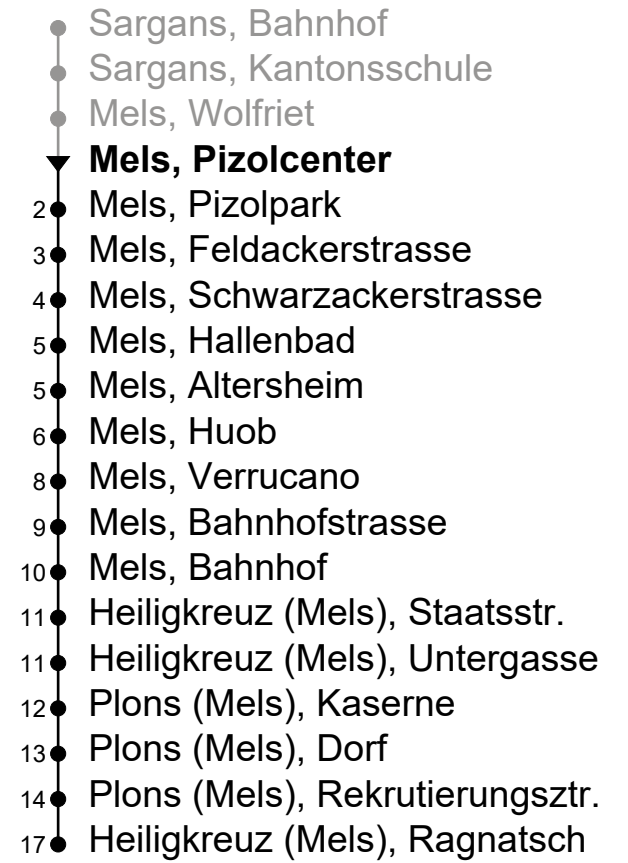 Sargans, Bahnhof
Sargans, Kantonsschule
Mels, Wolfriet
Mels, Pizolcenter
2 Mels, Pizolpark
3 Mels, Feldackerstrasse
4 Mels, Schwarzackerstrasse
5 Mels, Hallenbad
5 Mels, Altersheim
6 Mels, Huob
8 Mels, Verrucano
9 Mels, Bahnhofstrasse
10 Mels, Bahnhof
11 Heiligkreuz (Mels), Staatsstr.
11 Heiligkreuz (Mels), Untergasse
12 Plons (Mels), Kaserne
13 Plons (Mels), Dorf
14 Plons (Mels), Rekrutierungsztr.
17 Heiligkreuz (Mels), Ragnatsch